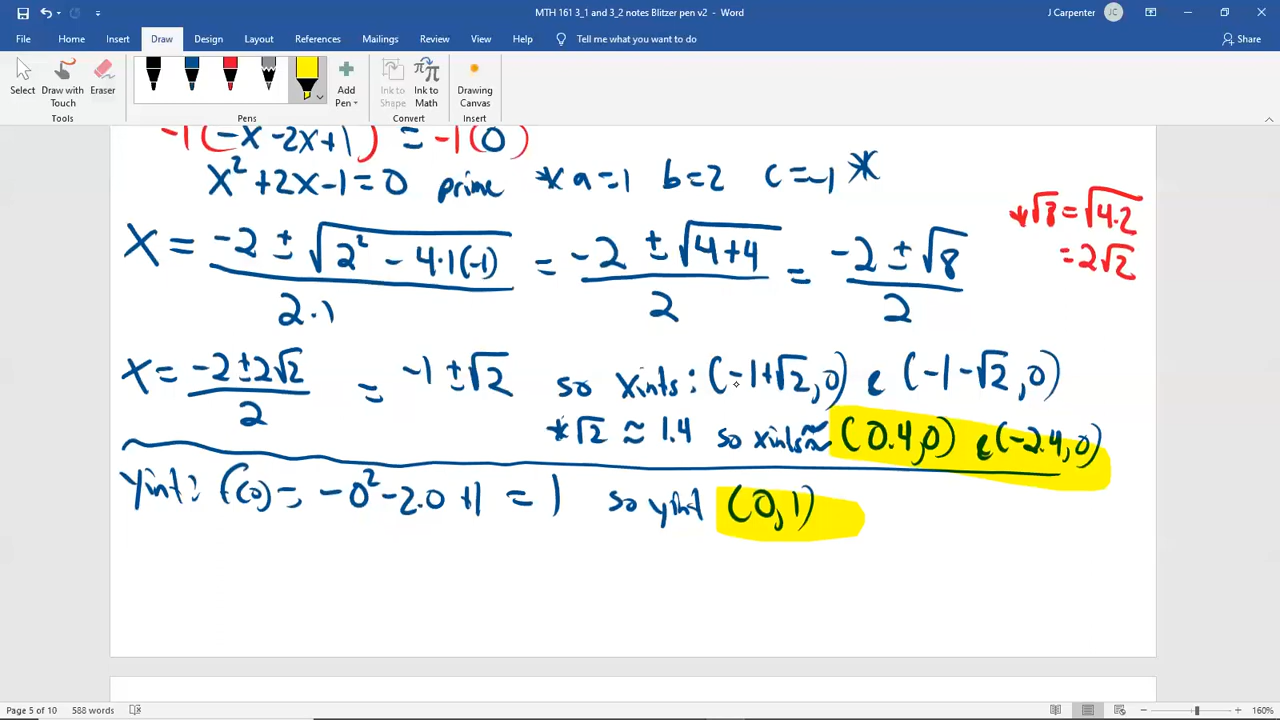 MTH 161 3_1 and 3_2 notes Blitzer pen v2 - Word
J Carpenter JC
File Home Insert Draw Design Layout References Mailings Review View Help Tell me what you want to do Share
Select Draw with Touch Eraser Add Pen Ink to Shape Ink to Math Drawing Canvas
Tools Pens Convert Insert
-1(-x-2x+1) = -1(0)
x²+2x-1=0 prime *a=1 b=2 c=-1*
*√8=√4·2
=2√2
X = (-2 ± √(2² - 4·1(-1)))/(2·1) = (-2 ± √(4+4))/2 = (-2 ± √8)/2
X = (-2±2√2)/2 = -1 ±√2 so Xints: (-1+√2,0) & (-1-√2,0)
*√2 ≈ 1.4 so xints≈ (0.4,0) & (-2.4,0)
Yint: f(0)= -0²-2·0+1 = 1 so yint (0,1)
Page 5 of 10 588 words 160%